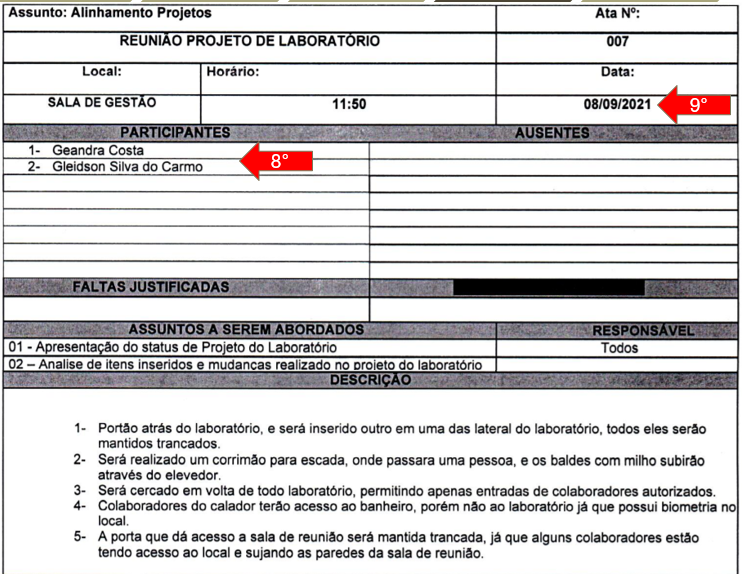 Assunto: Alinhamento Projetos Ata Nº:
REUNIÃO PROJETO DE LABORATÓRIO 007
Local: Horário: Data:
SALA DE GESTÃO 11:50 08/09/2021 9°
PARTICIPANTES AUSENTES
1- Geandra Costa
2- Gleidson Silva do Carmo 8°
FALTAS JUSTIFICADAS
ASSUNTOS A SEREM ABORDADOS RESPONSÁVEL
01 - Apresentação do status de Projeto do Laboratório Todos
02 – Analise de itens inseridos e mudanças realizado no projeto do laboratório
DESCRIÇÃO
1- Portão atrás do laboratório, e será inserido outro em uma das lateral do laboratório, todos eles serão
mantidos trancados.
2- Será realizado um corrimão para escada, onde passara uma pessoa, e os baldes com milho subirão
através do elevedor.
3- Será cercado em volta de todo laboratório, permitindo apenas entradas de colaboradores autorizados.
4- Colaboradores do calador terão acesso ao banheiro, porém não ao laboratório já que possui biometria no
local.
5- A porta que dá acesso a sala de reunião será mantida trancada, já que alguns colaboradores estão
tendo acesso ao local e sujando as paredes da sala de reunião.